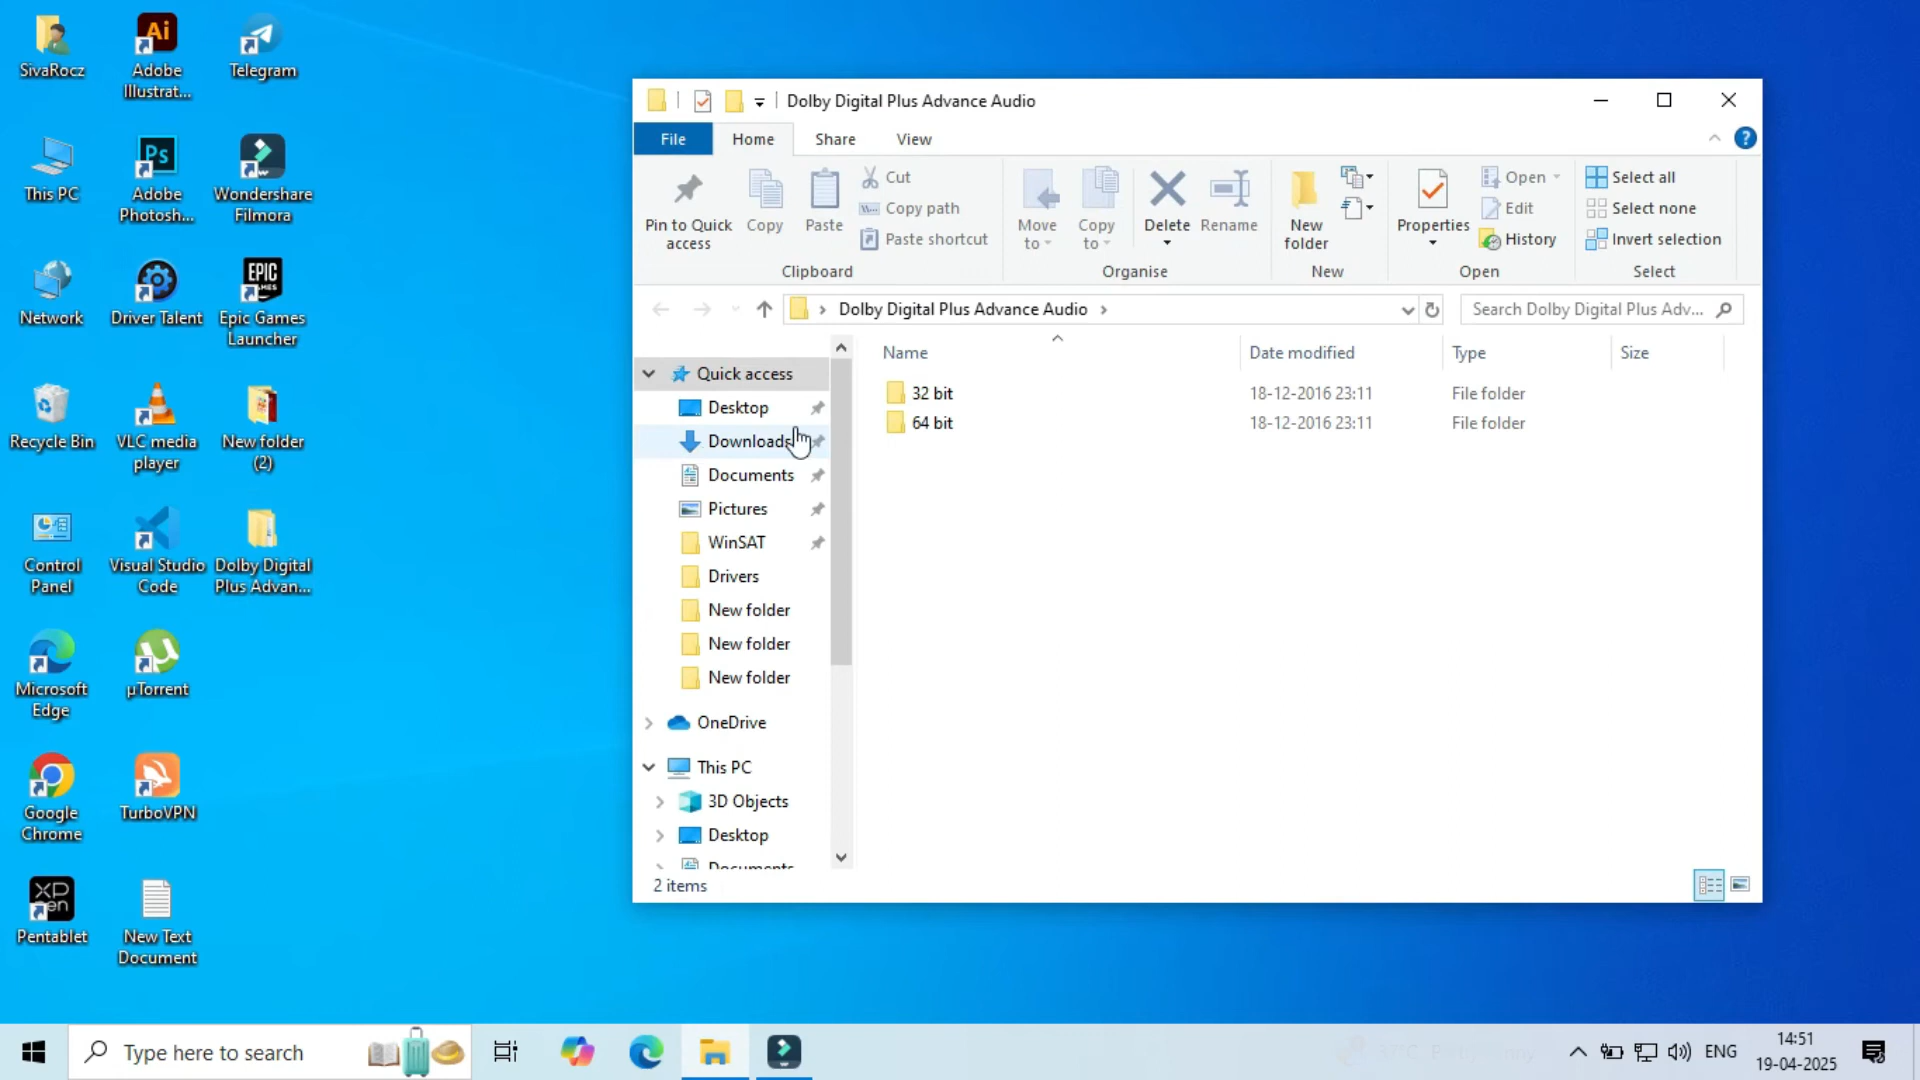 SivaRocz
Adobe
Illustrat...
Telegram
This PC
Adobe
Photosh...
Wondershare
Filmora
Network
Driver Talent
Epic Games
Launcher
Recycle Bin
VLC media
player
New folder
(2)
Control
Panel
Visual Studio
Code
Dolby Digital
Plus Advan...
Microsoft
Edge
µTorrent
Google
Chrome
TurboVPN
Pentablet
New Text
Document
Ai
Ps
EPIC
GAMES
XP
pen
Dolby Digital Plus Advance Audio
File
Home
Share
View
Pin to Quick
access
Copy
Paste
Cut
Copy path
Paste shortcut
Clipboard
Move
to
Copy
to
Delete
Rename
Organise
New
folder
New
Properties
Open
Edit
History
Open
Select all
Select none
Invert selection
Select
Dolby Digital Plus Advance Audio
Search Dolby Digital Plus Adv...
Quick access
Desktop
Downloads
Documents
Pictures
WinSAT
Drivers
New folder
New folder
New folder
OneDrive
This PC
3D Objects
Desktop
Documents
Name
Date modified
Type
Size
32 bit
18-12-2016 23:11
File folder
64 bit
18-12-2016 23:11
File folder
2 items
Type here to search
ENG
14:51
19-04-2025